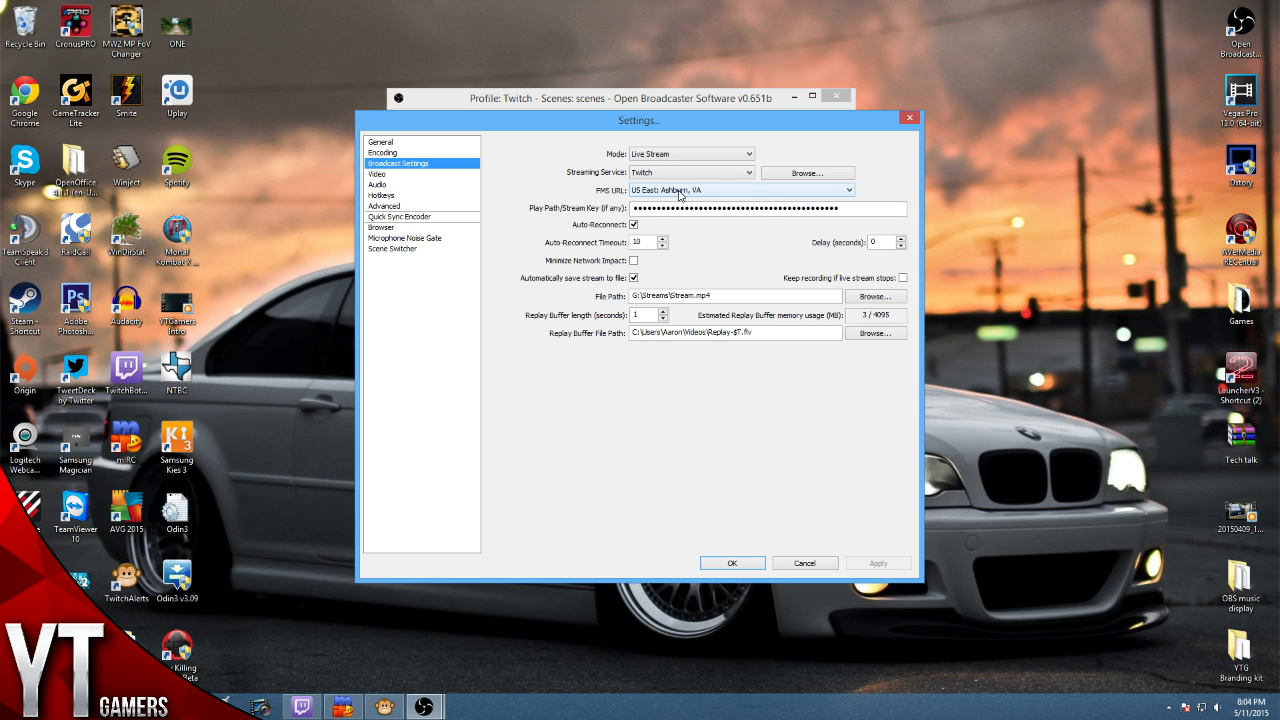 Recycle Bin
CronusPRO
MW2 MP FoV
Changer
ONE
Open
Broadcaster...
Google
Chrome
GameTracker
Lite
Smite
Uplay
Vegas Pro
13.0 (64-bit)
Skype
OpenOffice
4.1.1 (en-U...
Winject
Spotify
Dxtory
TeamSpeak 3
Client
RaidCall
WinDirStat
Mortal
Kombat X ...
AVerMedia
RECentral
Steam -
Shortcut
Adobe
Photosh...
Audacity
YTGamers
Intro
Games
Origin
TweetDeck
by Twitter
TwitchBot...
NTBC
LauncherV3 -
Shortcut (2)
Logitech
Webca...
Samsung
Magician
mIRC
Samsung
Kies 3
Tech talk
TeamViewer
10
AVG 2015
Odin3
20150409_1...
TwitchAlerts
Odin3 v3.09
OBS music
display
Killing
Beta
YTG
Branding kit
Profile: Twitch - Scenes: scenes - Open Broadcaster Software v0.651b
Settings...
General
Encoding
Broadcast Settings
Video
Audio
Hotkeys
Advanced
Quick Sync Encoder
Browser
Microphone Noise Gate
Scene Switcher
Mode: Live Stream
Streaming Service: Twitch Browse...
FMS URL: US East: Ashburn, VA
Play Path/Stream Key (if any):
Auto-Reconnect:
Auto-Reconnect Timeout: 10 Delay (seconds): 0
Minimize Network Impact:
Automatically save stream to file: Keep recording if live stream stops:
File Path: G:\Streams\Stream.mp4 Browse...
Replay Buffer length (seconds): 1 Estimated Replay Buffer memory usage (MB): 3 / 4095
Replay Buffer File Path: C:\Users\Aaron\Videos\Replay-$T.flv Browse...
OK Cancel Apply
YT
GAMERS
8:04 PM
5/11/2015